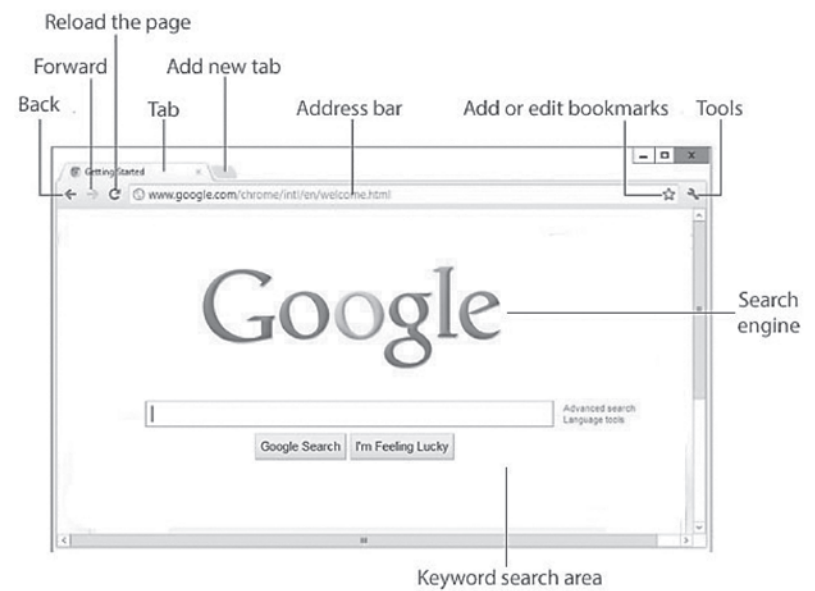 Reload the page
Forward
Add new tab
Back
Tab
Address bar
Add or edit bookmarks
Tools
Getting Started
www.google.com/chrome/intl/en/welcome.html
Google
Search
engine
Advanced search
Language tools
Google Search
I'm Feeling Lucky
Keyword search area